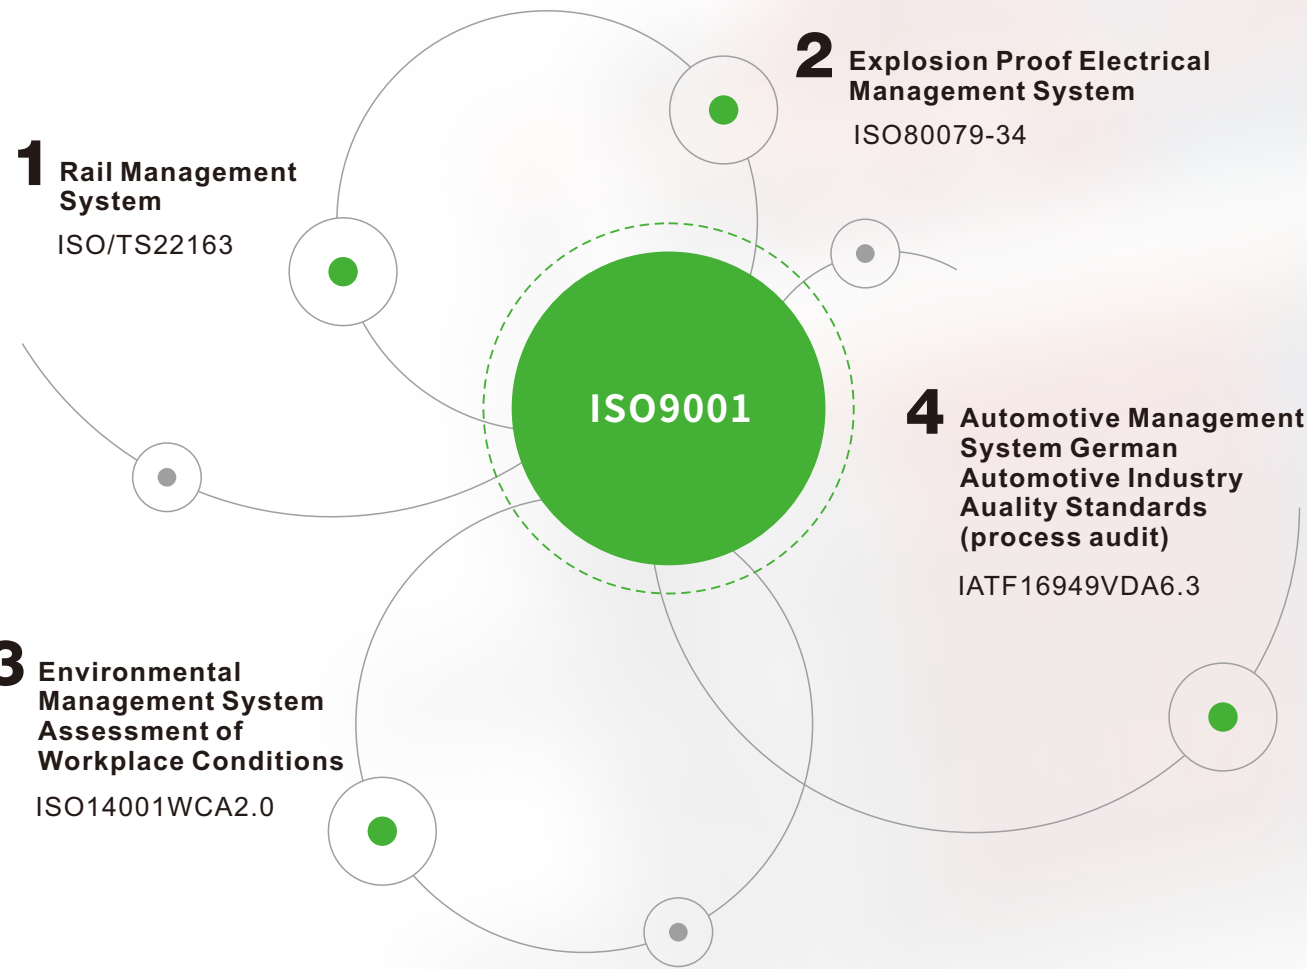 1
Rail Management
System
ISO/TS22163
2
Explosion Proof Electrical
Management System
ISO80079-34
ISO9001
3
Environmental
Management System
Assessment of
Workplace Conditions
ISO14001WCA2.0
4
Automotive Management
System German
Automotive Industry
Auality Standards
(process audit)
IATF16949VDA6.3